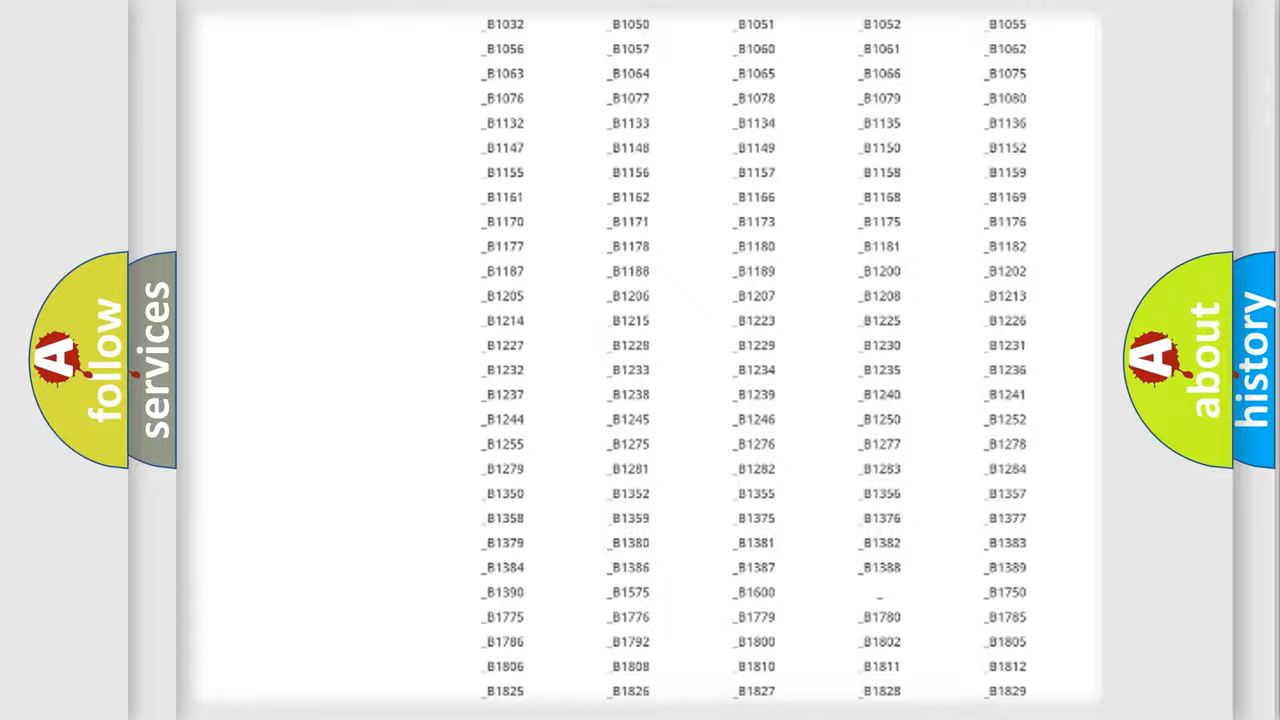 _B1032 _B1050 _B1051 _B1052 _B1055
_B1056 _B1057 _B1060 _B1061 _B1062
_B1063 _B1064 _B1065 _B1066 _B1075
_B1076 _B1077 _B1078 _B1079 _B1080
_B1132 _B1133 _B1134 _B1135 _B1136
_B1147 _B1148 _B1149 _B1150 _B1152
_B1155 _B1156 _B1157 _B1158 _B1159
_B1161 _B1162 _B1166 _B1168 _B1169
_B1170 _B1171 _B1173 _B1175 _B1176
_B1177 _B1178 _B1180 _B1181 _B1182
_B1187 _B1188 _B1189 _B1200 _B1202
_B1205 _B1206 _B1207 _B1208 _B1213
_B1214 _B1215 _B1223 _B1225 _B1226
_B1227 _B1228 _B1229 _B1230 _B1231
_B1232 _B1233 _B1234 _B1235 _B1236
_B1237 _B1238 _B1239 _B1240 _B1241
_B1244 _B1245 _B1246 _B1250 _B1252
_B1255 _B1275 _B1276 _B1277 _B1278
_B1279 _B1281 _B1282 _B1283 _B1284
_B1350 _B1352 _B1355 _B1356 _B1357
_B1358 _B1359 _B1375 _B1376 _B1377
_B1379 _B1380 _B1381 _B1382 _B1383
_B1384 _B1386 _B1387 _B1388 _B1389
_B1390 _B1575 _B1600 _ _B1750
_B1775 _B1776 _B1779 _B1780 _B1785
_B1786 _B1792 _B1800 _B1802 _B1805
_B1806 _B1808 _B1810 _B1811 _B1812
_B1825 _B1826 _B1827 _B1828 _B1829
A
follow
services
A
about
history